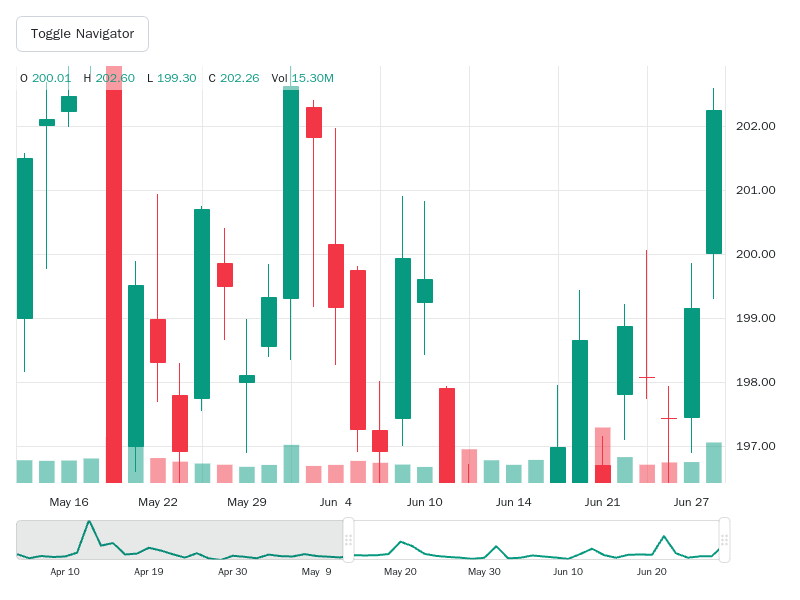 Toggle Navigator
O 200.01 H 202.60 L 199.30 C 202.26 Vol 15.30M
202.00
201.00
200.00
199.00
198.00
197.00
May 16 May 22 May 29 Jun 4 Jun 10 Jun 14 Jun 21 Jun 27
Apr 10 Apr 19 Apr 30 May 9 May 20 May 30 Jun 10 Jun 20